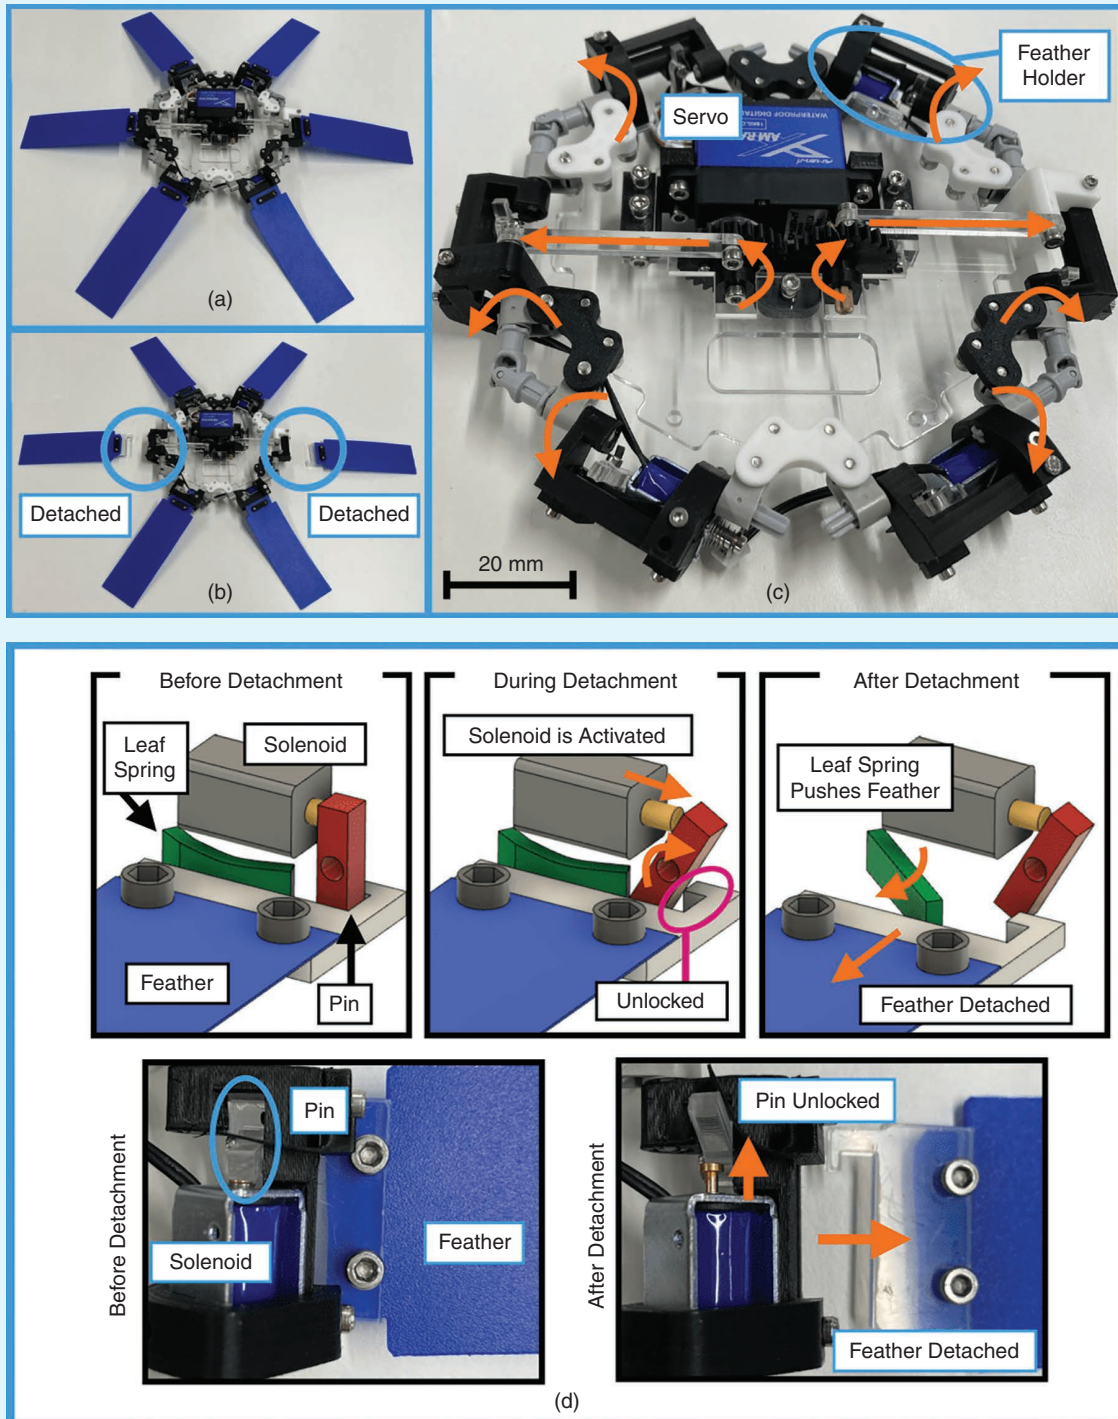 (a)
(b)
Detached
Detached
(c)
Servo
Feather
Holder
WATERPROOF DIGITAL
20 mm
Before Detachment
Leaf
Spring
Solenoid
Feather
Pin
During Detachment
Solenoid is Activated
Unlocked
After Detachment
Leaf Spring
Pushes Feather
Feather Detached
Before Detachment
Pin
Solenoid
Feather
After Detachment
Pin Unlocked
Feather Detached
(d)